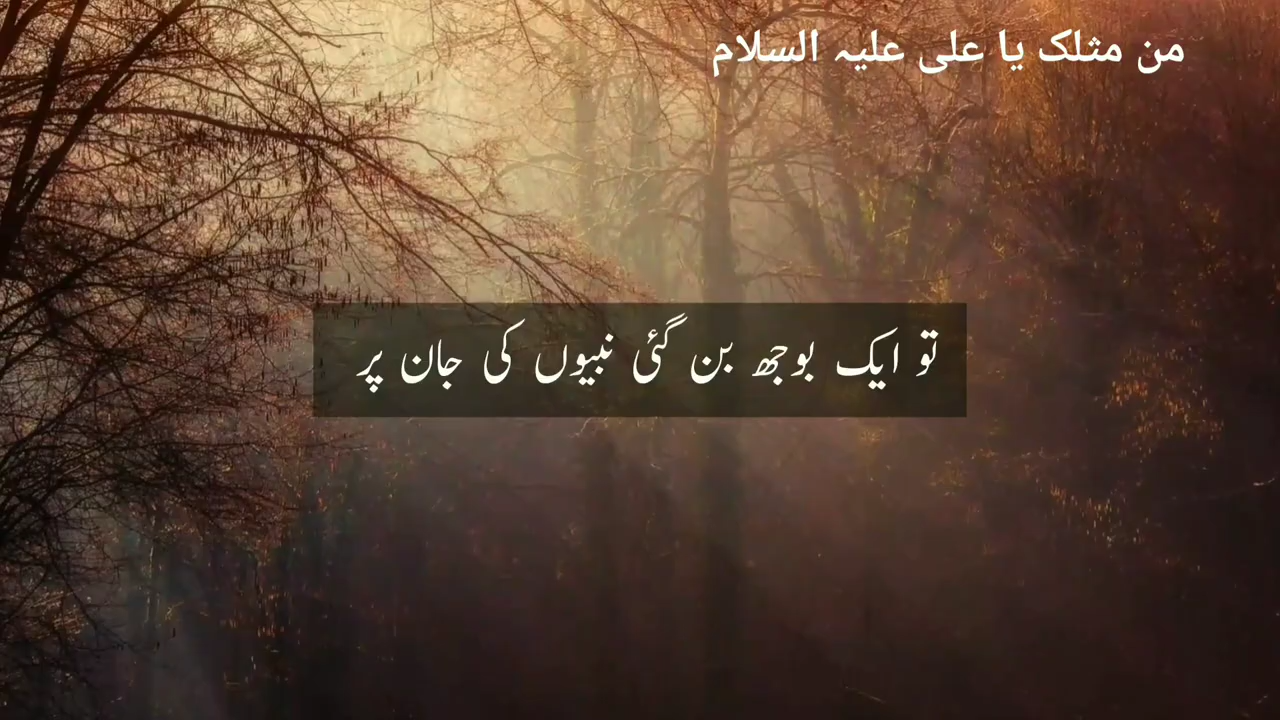 من مثلک یا علی علیہ السلام
تو ایک بوجھ بن گئی نبیوں کی جان پر